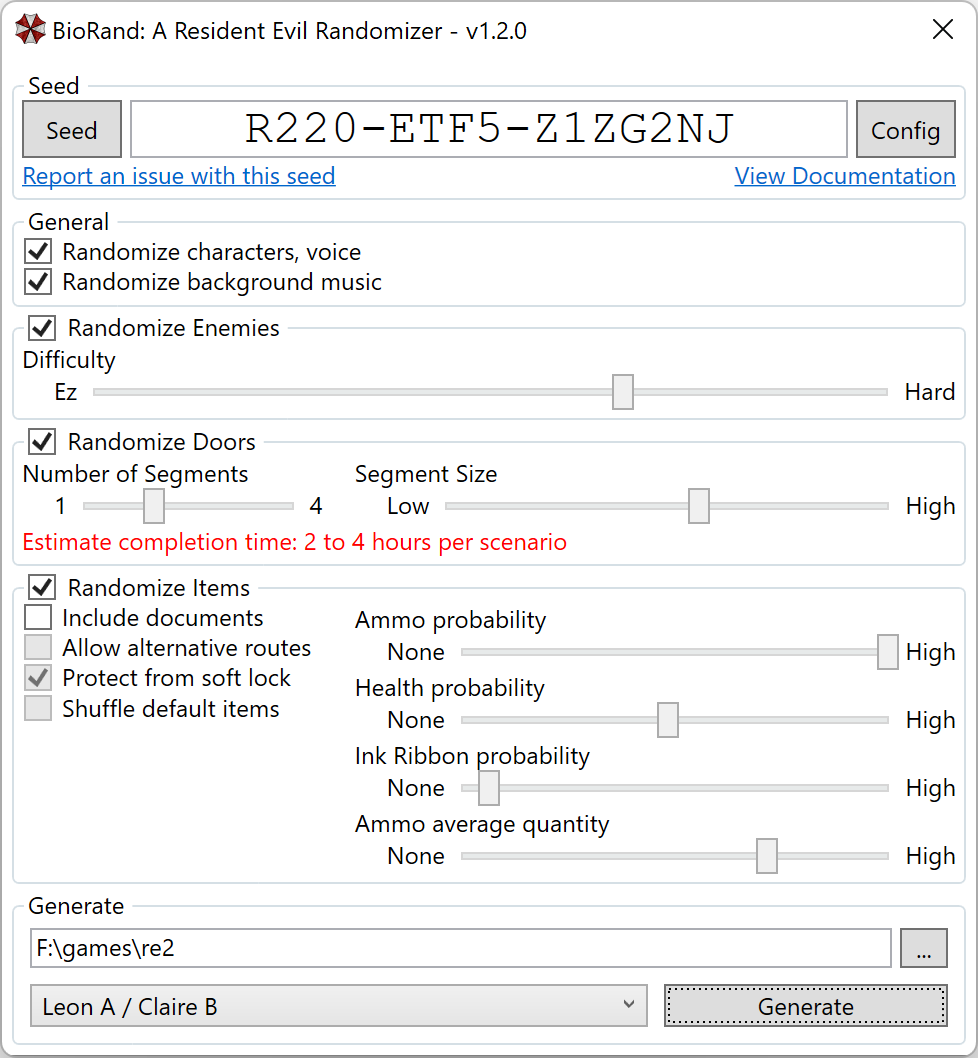 BioRand: A Resident Evil Randomizer - v1.2.0
Seed
Seed R220-ETF5-Z1ZG2NJ Config
Report an issue with this seed View Documentation
General
Randomize characters, voice
Randomize background music
Randomize Enemies
Difficulty
Ez Hard
Randomize Doors
Number of Segments Segment Size
1 4 Low High
Estimate completion time: 2 to 4 hours per scenario
Randomize Items
Include documents
Allow alternative routes
Protect from soft lock
Shuffle default items
Ammo probability
None High
Health probability
None High
Ink Ribbon probability
None High
Ammo average quantity
None High
Generate
F:\games\re2 ...
Leon A / Claire B Generate